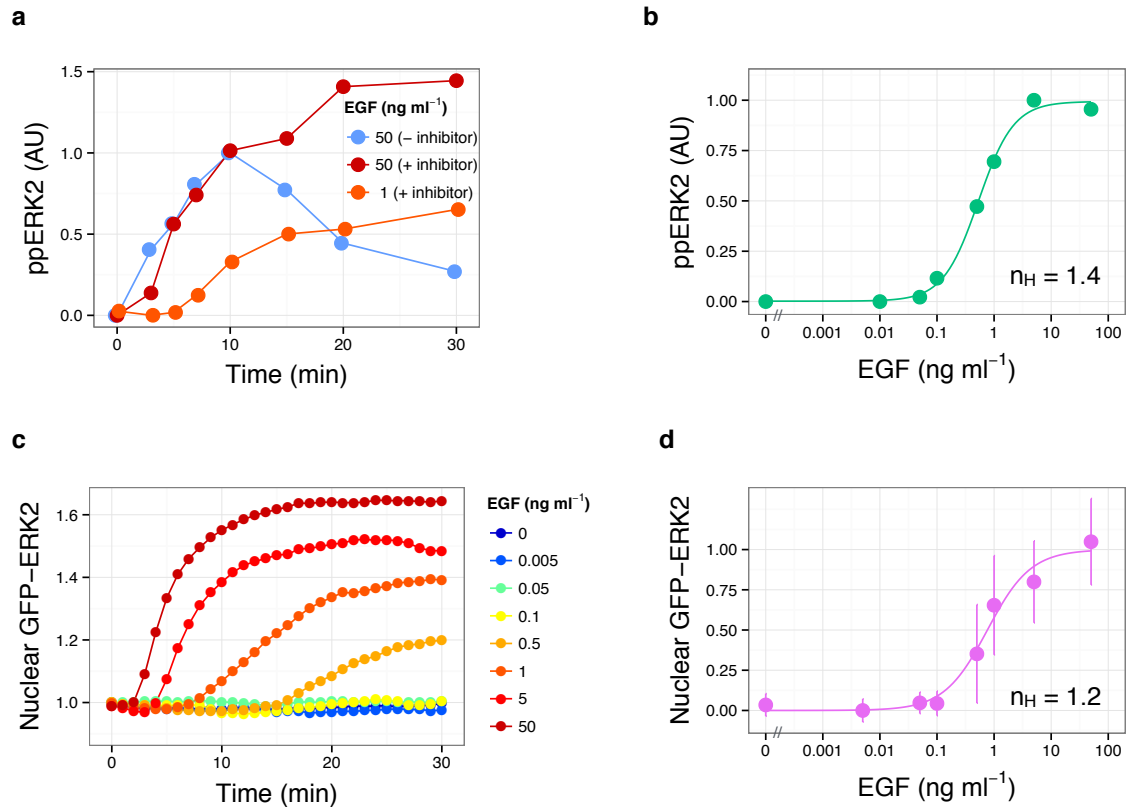 a
1.5
1.0
0.5
0.0
ppERK2 (AU)
EGF (ng ml⁻¹)
50 (− inhibitor)
50 (+ inhibitor)
1 (+ inhibitor)
0
10
20
30
Time (min)
b
1.00
0.75
0.50
0.25
0.00
ppERK2 (AU)
n_H = 1.4
0 // 0.001 0.01 0.1 1 10 100
EGF (ng ml⁻¹)
c
1.6
1.4
1.2
1.0
Nuclear GFP−ERK2
0
10
20
30
Time (min)
EGF (ng ml⁻¹)
0
0.005
0.05
0.1
0.5
1
5
50
d
1.00
0.75
0.50
0.25
0.00
Nuclear GFP−ERK2
n_H = 1.2
0 // 0.001 0.01 0.1 1 10 100
EGF (ng ml⁻¹)